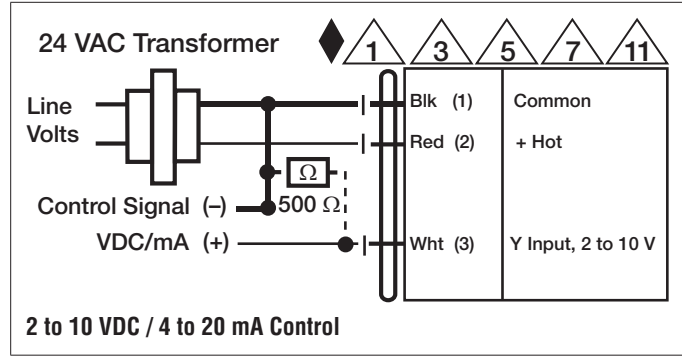 24 VAC Transformer
1 3 5 7 11
Line
Volts
Blk (1) Common
Red (2) + Hot
Ω
500 Ω
Control Signal (–)
VDC/mA (+)
Wht (3) Y Input, 2 to 10 V
2 to 10 VDC / 4 to 20 mA Control